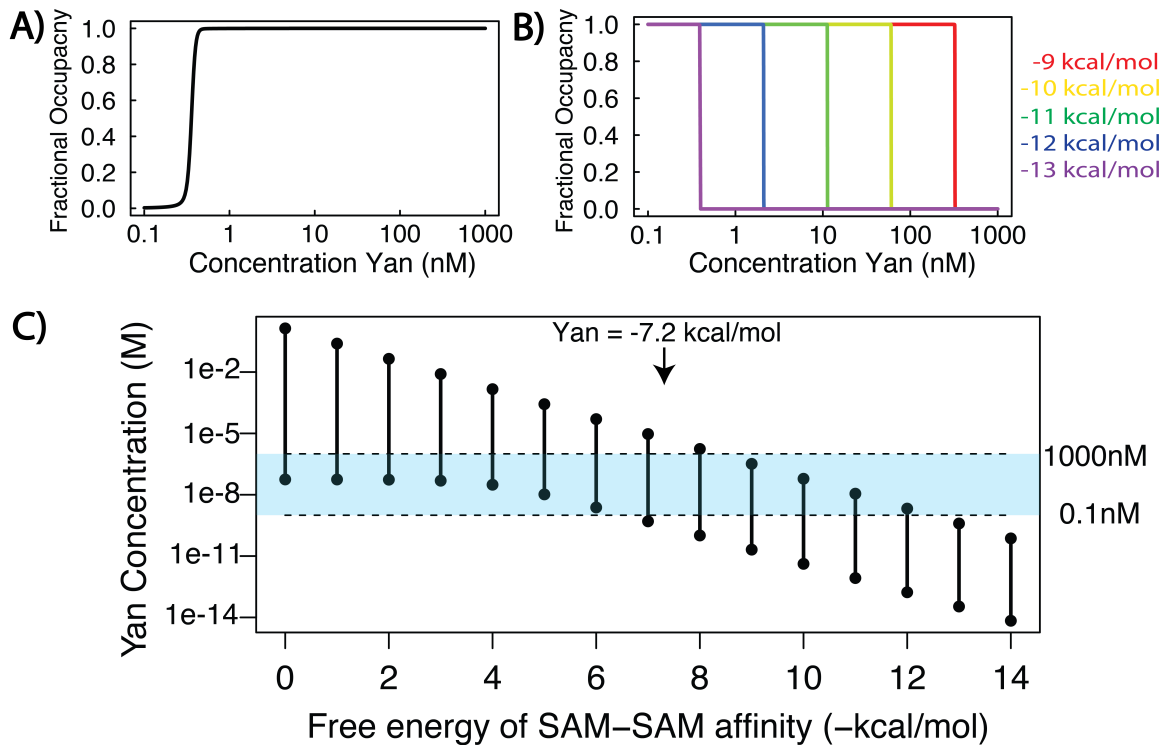 A)
Fractional Occupacny
1.0
0.8
0.6
0.4
0.2
0.0
0.1 1 10 100 1000
Concentration Yan (nM)
B)
Fractional Occupacny
1.0
0.8
0.6
0.4
0.2
0.0
0.1 1 10 100 1000
Concentration Yan (nM)
-9 kcal/mol
-10 kcal/mol
-11 kcal/mol
-12 kcal/mol
-13 kcal/mol
C)
Yan Concentration (M)
Yan = -7.2 kcal/mol
1e-2
1e-5
1e-8
1e-11
1e-14
1000nM
0.1nM
0 2 4 6 8 10 12 14
Free energy of SAM−SAM affinity (−kcal/mol)